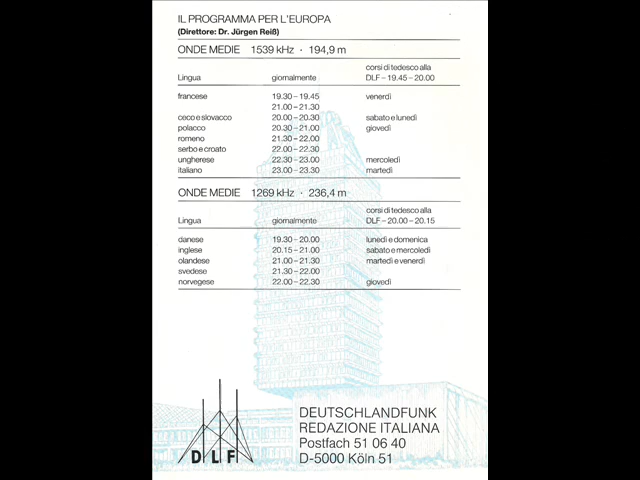 IL PROGRAMMA PER L'EUROPA
(Direttore: Dr. Jürgen Reiß)
ONDE MEDIE 1539 kHz · 194,9 m
corsi di tedesco alla
Lingua giornalmente DLF – 19.45 – 20.00
francese 19.30 – 19.45 venerdì
21.00 – 21.30
ceco e slovacco 20.00 – 20.30 sabato e lunedì
polacco 20.30 – 21.00 giovedì
romeno 21.30 – 22.00
serbo e croato 22.00 – 22.30
ungherese 22.30 – 23.00 mercoledì
italiano 23.00 – 23.30 martedì
ONDE MEDIE 1269 kHz · 236,4 m
corsi di tedesco alla
Lingua giornalmente DLF – 20.00 – 20.15
danese 19.30 – 20.00 lunedì e domenica
inglese 20.15 – 21.00 sabato e mercoledì
olandese 21.00 – 21.30 martedì e venerdì
svedese 21.30 – 22.00
norvegese 22.00 – 22.30 giovedì
DEUTSCHLANDFUNK
REDAZIONE ITALIANA
Postfach 51 06 40
D-5000 Köln 51
DLF